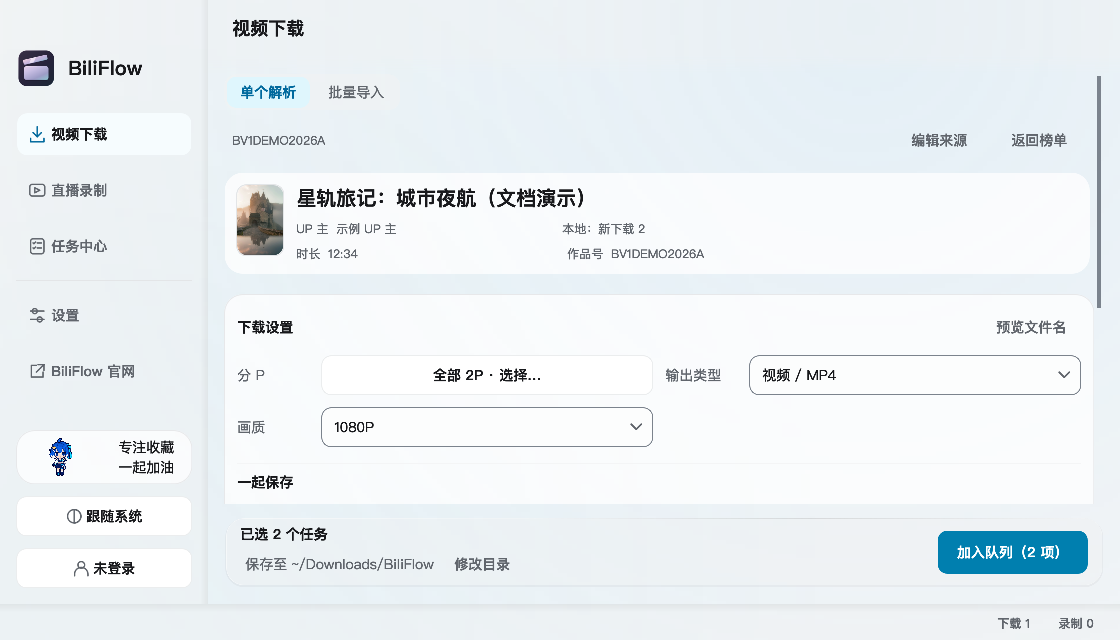 BiliFlow
视频下载
直播录制
任务中心
设置
BiliFlow 官网
专注收藏
一起加油
跟随系统
未登录
视频下载
单个解析 批量导入
BV1DEMO2026A 编辑来源 返回榜单
星轨旅记：城市夜航（文档演示）
UP 主 示例 UP 主 本地：新下载 2
时长 12:34 作品号 BV1DEMO2026A
下载设置 预览文件名
分 P 全部 2P · 选择... 输出类型 视频 / MP4
画质 1080P
一起保存
已选 2 个任务
保存至 ~/Downloads/BiliFlow 修改目录
加入队列（2 项）
下载 1 录制 0